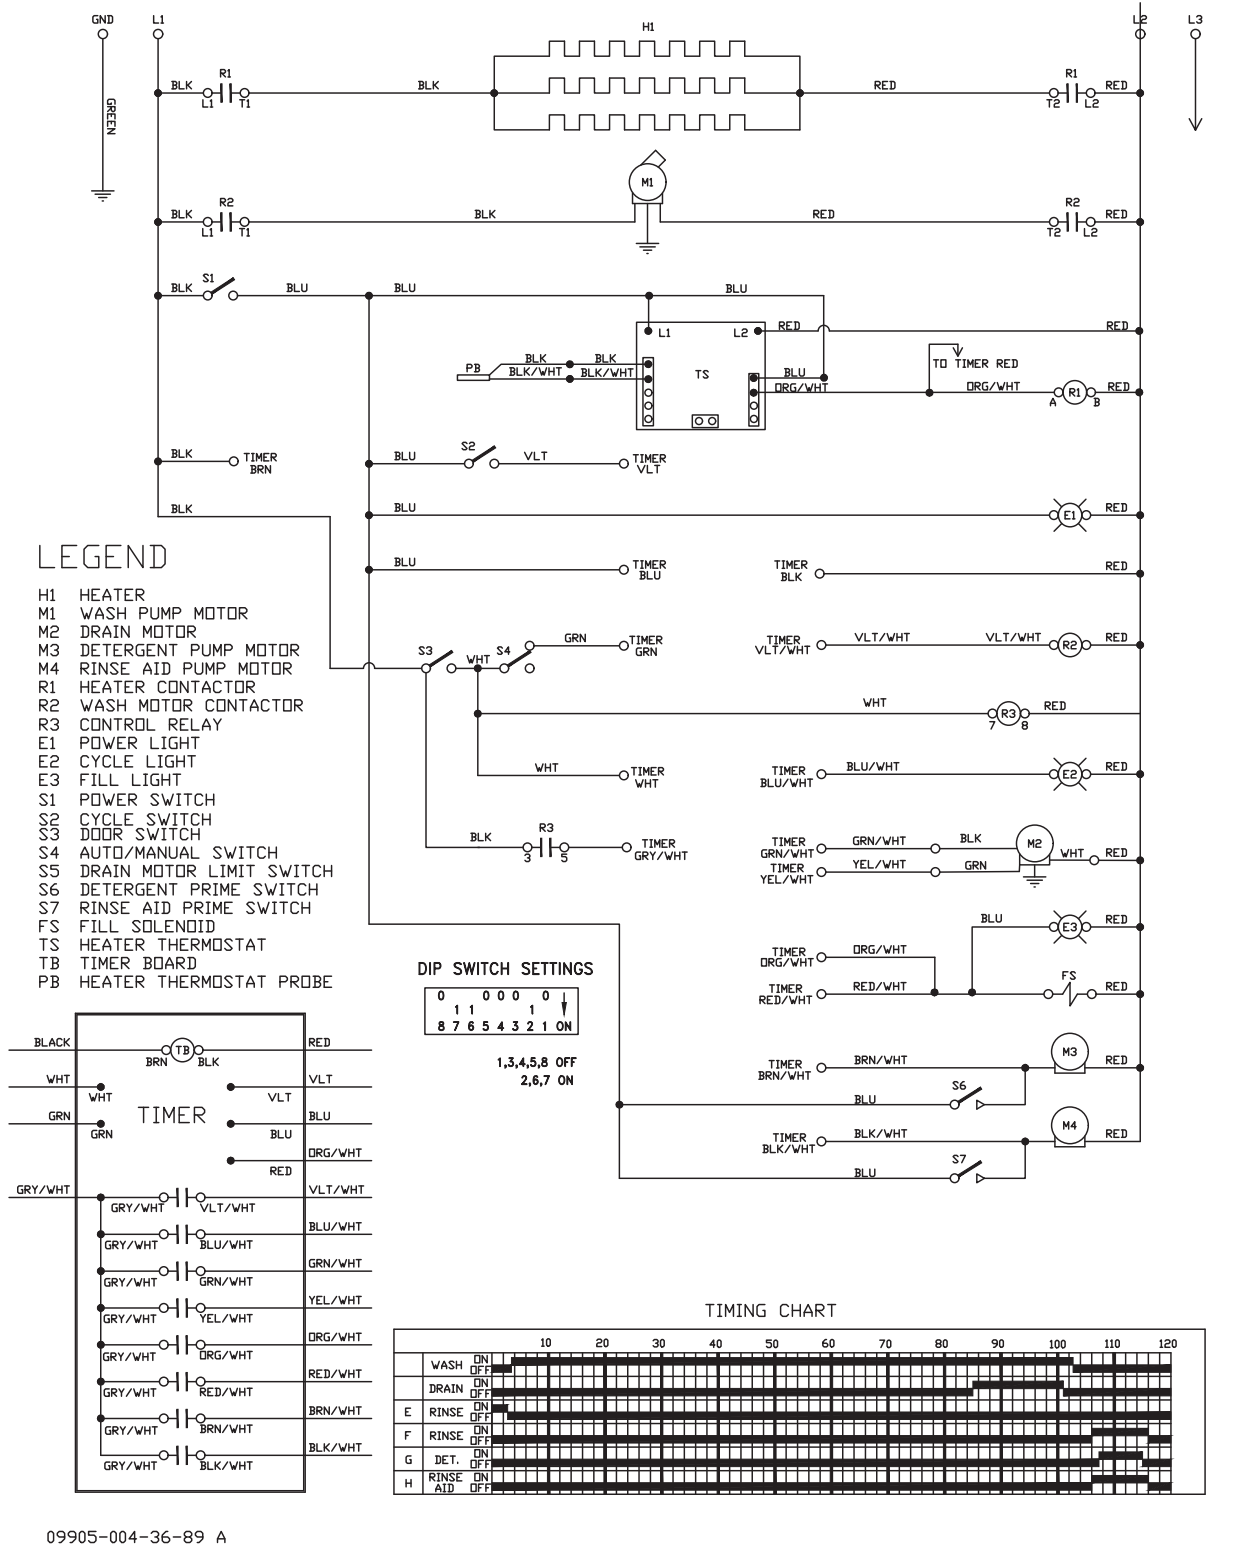 GND L1 H1 L2 L3
GREEN
BLK R1 BLK RED R1 RED
L1 T1 T2 L2
M1
BLK R2 BLK RED R2 RED
L1 T1 T2 L2
S1
BLK BLU BLU BLU
L1 L2 RED RED
PB BLK BLK
BLK/WHT BLK/WHT TS BLU
ORG/WHT
TO TIMER RED
ORG/WHT R1 RED
A B
BLK TIMER
BRN
S2
BLU VLT TIMER
VLT
BLK
BLU E1 RED
BLU TIMER
BLU
TIMER
BLK RED
S3 WHT S4 GRN TIMER
GRN
TIMER
VLT/WHT VLT/WHT VLT/WHT R2 RED
WHT R3 RED
7 8
WHT TIMER
WHT
TIMER
BLU/WHT BLU/WHT E2 RED
BLK R3 TIMER
GRY/WHT
3 5
TIMER
GRN/WHT GRN/WHT BLK M2
TIMER
YEL/WHT YEL/WHT GRN WHT RED
BLU E3 RED
TIMER
ORG/WHT ORG/WHT
TIMER
RED/WHT RED/WHT FS RED
TIMER
BRN/WHT BRN/WHT M3 RED
BLU S6
TIMER
BLK/WHT BLK/WHT M4 RED
BLU S7
LEGEND
H1 HEATER
M1 WASH PUMP MOTOR
M2 DRAIN MOTOR
M3 DETERGENT PUMP MOTOR
M4 RINSE AID PUMP MOTOR
R1 HEATER CONTACTOR
R2 WASH MOTOR CONTACTOR
R3 CONTROL RELAY
E1 POWER LIGHT
E2 CYCLE LIGHT
E3 FILL LIGHT
S1 POWER SWITCH
S2 CYCLE SWITCH
S3 DOOR SWITCH
S4 AUTO/MANUAL SWITCH
S5 DRAIN MOTOR LIMIT SWITCH
S6 DETERGENT PRIME SWITCH
S7 RINSE AID PRIME SWITCH
FS FILL SOLENOID
TS HEATER THERMOSTAT
TB TIMER BOARD
PB HEATER THERMOSTAT PROBE
DIP SWITCH SETTINGS
0 0 0 0 0
1 1 1
8 7 6 5 4 3 2 1 ON
1,3,4,5,8 OFF
2,6,7 ON
BLACK TB RED
BRN BLK
WHT VLT
WHT VLT
TIMER
GRN BLU
GRN BLU
ORG/WHT
RED
GRY/WHT VLT/WHT
GRY/WHT VLT/WHT
BLU/WHT
GRY/WHT BLU/WHT
GRN/WHT
GRY/WHT GRN/WHT
YEL/WHT
GRY/WHT YEL/WHT
ORG/WHT
GRY/WHT ORG/WHT
RED/WHT
GRY/WHT RED/WHT
BRN/WHT
GRY/WHT BRN/WHT
BLK/WHT
GRY/WHT BLK/WHT
TIMING CHART
10 20 30 40 50 60 70 80 90 100 110 120
WASH ON
OFF
DRAIN ON
OFF
E RINSE ON
OFF
F RINSE ON
OFF
G DET. ON
OFF
H RINSE AID ON
OFF
09905-004-36-89 A